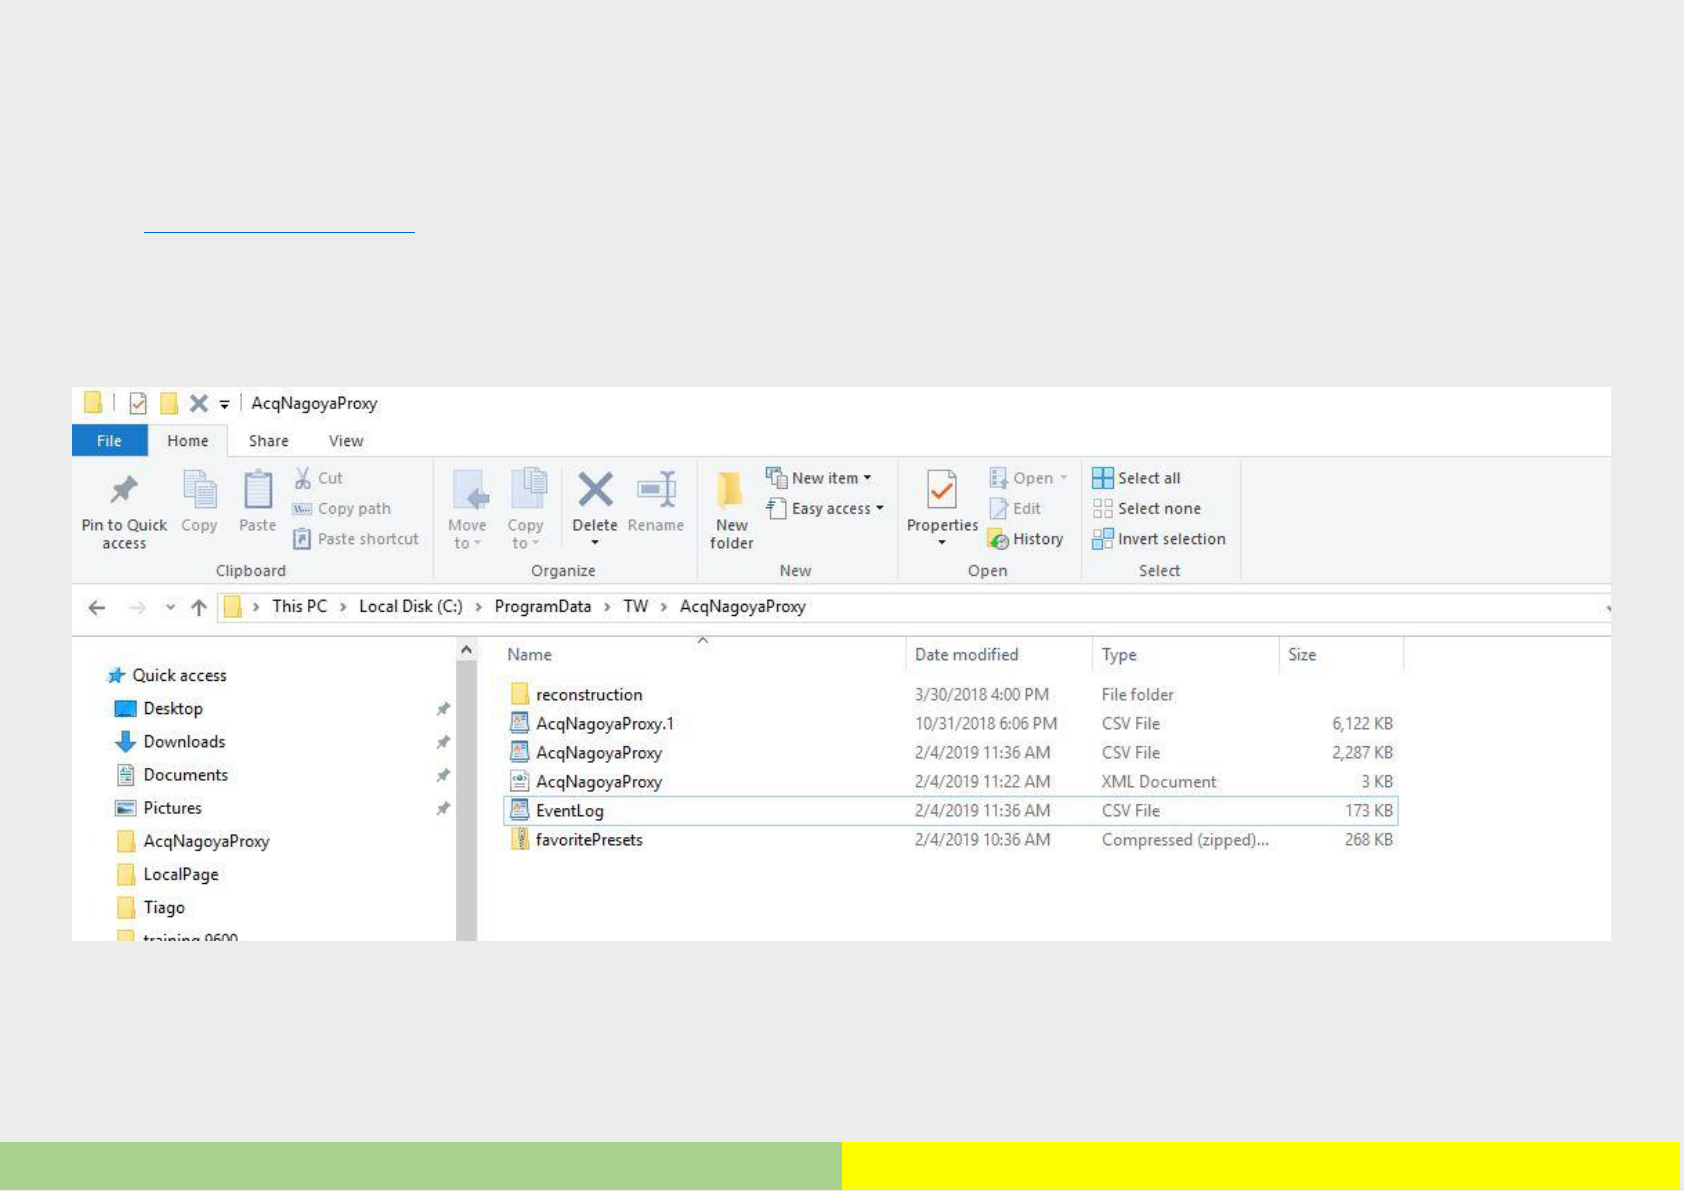 AcqNagoyaProxy
File Home Share View
Pin to Quick access
Copy
Paste
Cut
Copy path
Paste shortcut
Clipboard
Move to
Copy to
Delete
Rename
Organize
New folder
New item
Easy access
New
Properties
Open
Edit
History
Open
Select all
Select none
Invert selection
Select
This PC > Local Disk (C:) > ProgramData > TW > AcqNagoyaProxy
Quick access
Desktop
Downloads
Documents
Pictures
AcqNagoyaProxy
LocalPage
Tiago
training 9600
Name Date modified Type Size
reconstruction 3/30/2018 4:00 PM File folder
AcqNagoyaProxy.1 10/31/2018 6:06 PM CSV File 6,122 KB
AcqNagoyaProxy 2/4/2019 11:36 AM CSV File 2,287 KB
AcqNagoyaProxy 2/4/2019 11:22 AM XML Document 3 KB
EventLog 2/4/2019 11:36 AM CSV File 173 KB
favoritePresets 2/4/2019 10:36 AM Compressed (zipped)... 268 KB